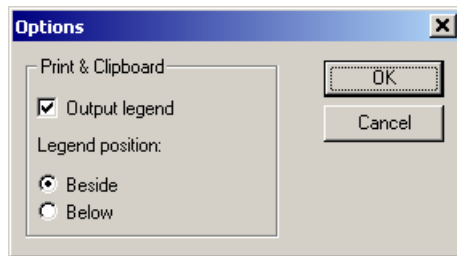 Options
Print & Clipboard
OK
Output legend
Cancel
Legend position:
Beside
Below